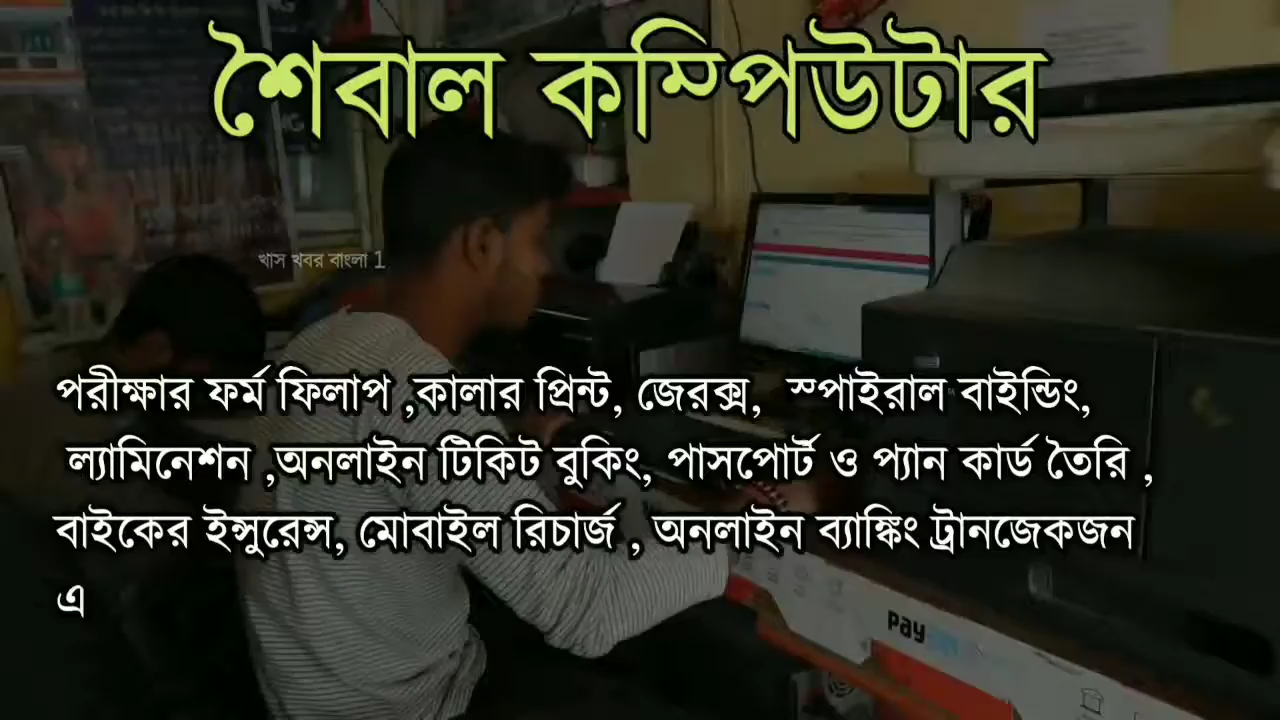 শৈবাল কম্পিউটার
খাস খবর বাংলা 1
পরীক্ষার ফর্ম ফিলাপ ,কালার প্রিন্ট, জেরক্স, স্পাইরাল বাইন্ডিং,
ল্যামিনেশন ,অনলাইন টিকিট বুকিং, পাসপোর্ট ও প্যান কার্ড তৈরি ,
বাইকের ইন্সুরেন্স, মোবাইল রিচার্জ , অনলাইন ব্যাঙ্কিং ট্রানজেকজন
এ
Pay